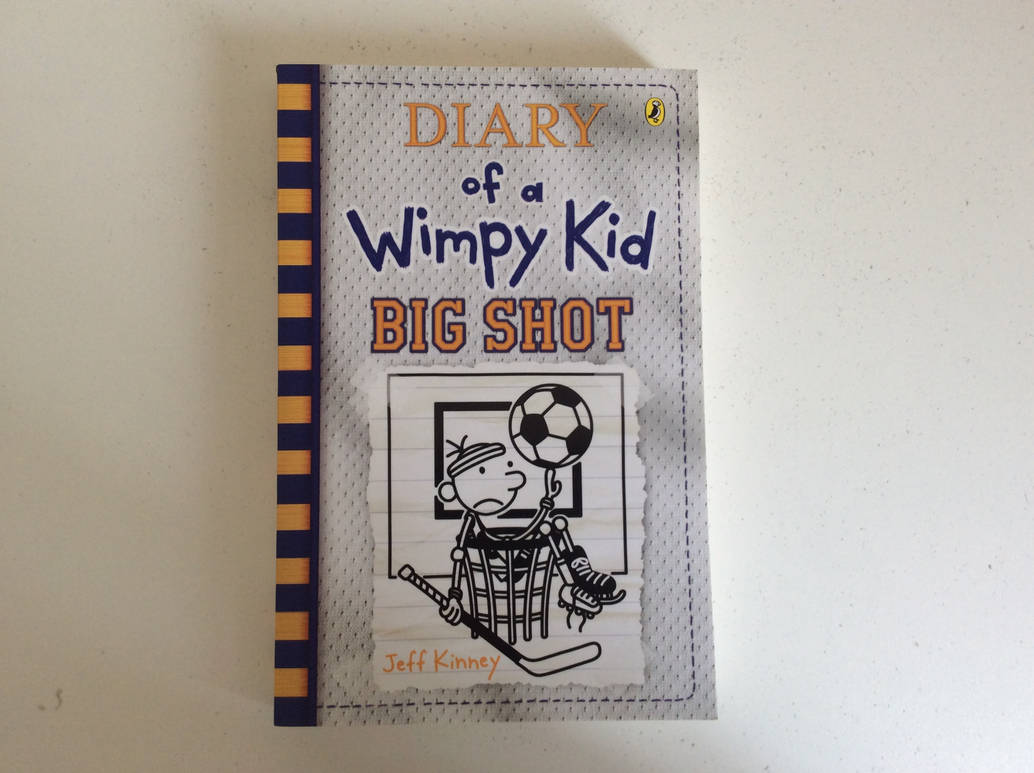 DIARY
of a
Wimpy Kid
BIG SHOT
Jeff Kinney